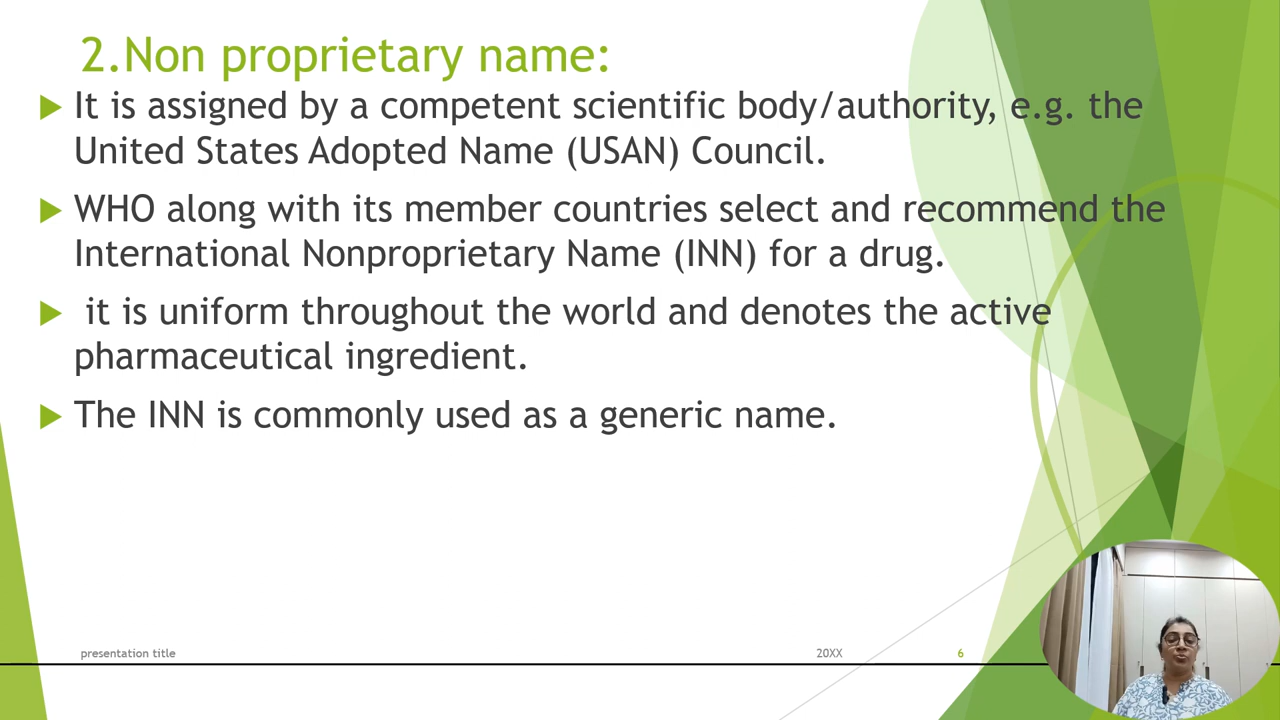 2.Non proprietary name:
It is assigned by a competent scientific body/authority, e.g. the
United States Adopted Name (USAN) Council.
WHO along with its member countries select and recommend the
International Nonproprietary Name (INN) for a drug.
it is uniform throughout the world and denotes the active
pharmaceutical ingredient.
The INN is commonly used as a generic name.
presentation title
20XX
6